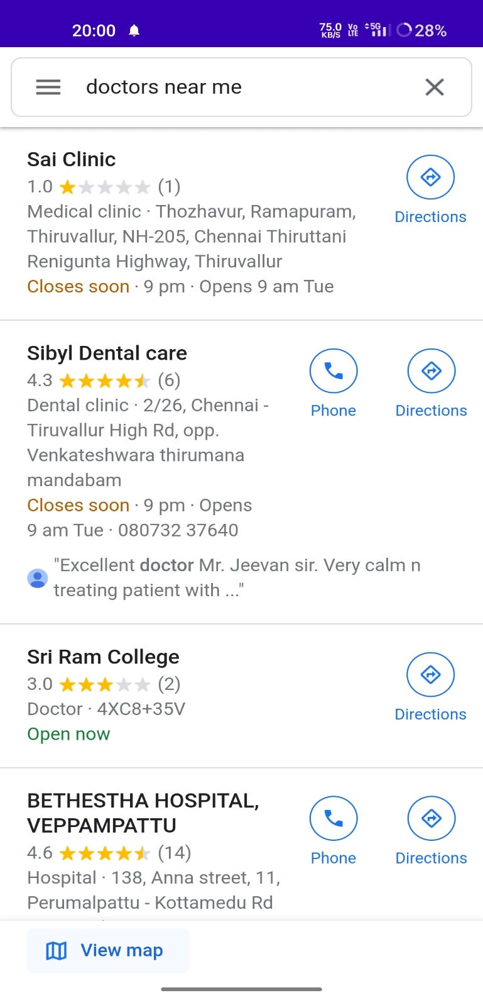 20:00
75.0 KB/S Vo LTE 5G 28%
doctors near me
Sai Clinic
1.0 (1)
Medical clinic · Thozhavur, Ramapuram,
Thiruvallur, NH-205, Chennai Thiruttani
Renigunta Highway, Thiruvallur
Closes soon · 9 pm · Opens 9 am Tue
Directions
Sibyl Dental care
4.3 (6)
Dental clinic · 2/26, Chennai -
Tiruvallur High Rd, opp.
Venkateshwara thirumana
mandabam
Closes soon · 9 pm · Opens
9 am Tue · 080732 37640
Phone
Directions
"Excellent doctor Mr. Jeevan sir. Very calm n
treating patient with ..."
Sri Ram College
3.0 (2)
Doctor · 4XC8+35V
Open now
Directions
BETHESTHA HOSPITAL,
VEPPAMPATTU
4.6 (14)
Hospital · 138, Anna street, 11,
Perumalpattu - Kottamedu Rd
Phone
Directions
View map